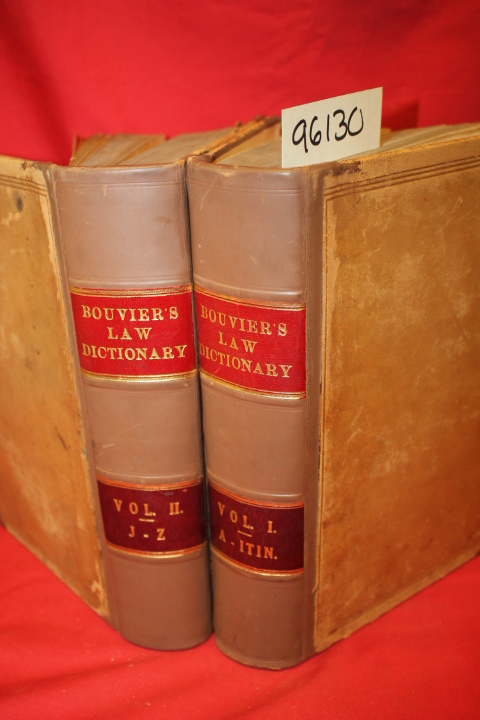 96130
BOUVIER'S
LAW
DICTIONARY
VOL. II.
J - Z
BOUVIER'S
LAW
DICTIONARY
VOL. I.
A - ITIN.